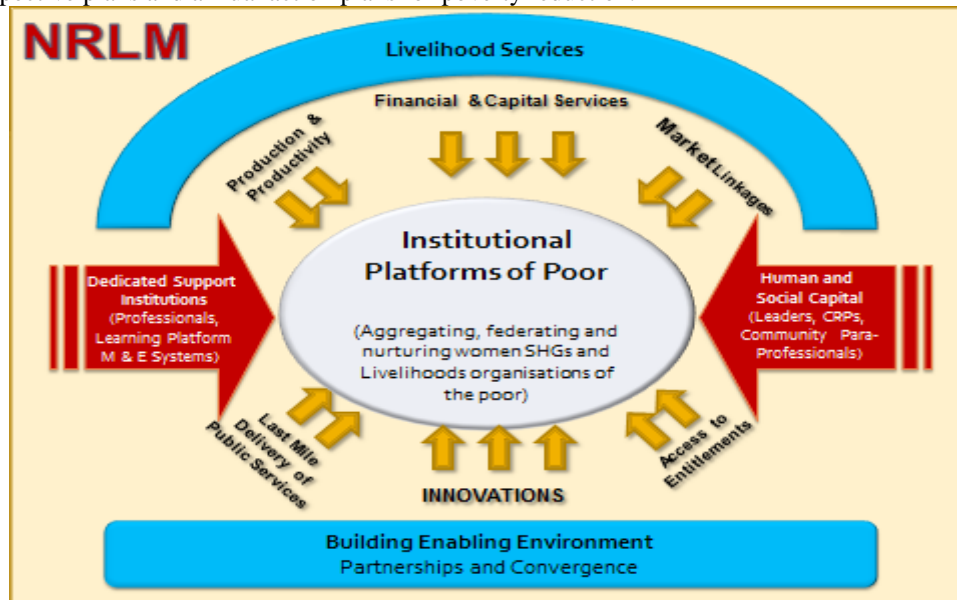 NRLM
Livelihood Services
Financial & Capital Services
Production &
Productivity
Market Linkages
Institutional
Platforms of Poor
(Aggregating, federating and
nurturing women SHGs and
Livelihoods organisations of
the poor)
Dedicated Support
Institutions
(Professionals,
Learning Platform
M & E Systems)
Human and
Social Capital
(Leaders, CRPs,
Community Para-
Professionals)
Last Mile
Delivery of
Public Services
INNOVATIONS
Access to
Entitlements
Building Enabling Environment
Partnerships and Convergence